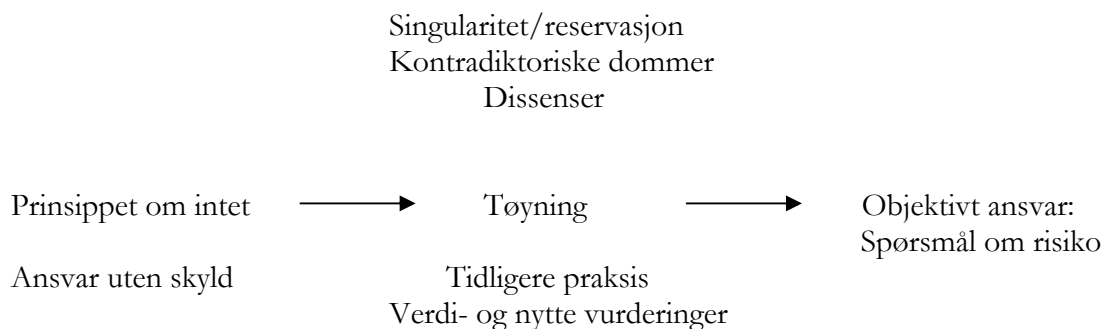 Singularitet/reservasjon
Kontradiktoriske dommer
Dissenser
Prinsippet om intet
Ansvar uten skyld
Tøyning
Tidligere praksis
Verdi- og nytte vurderinger
Objektivt ansvar:
Spørsmål om risiko